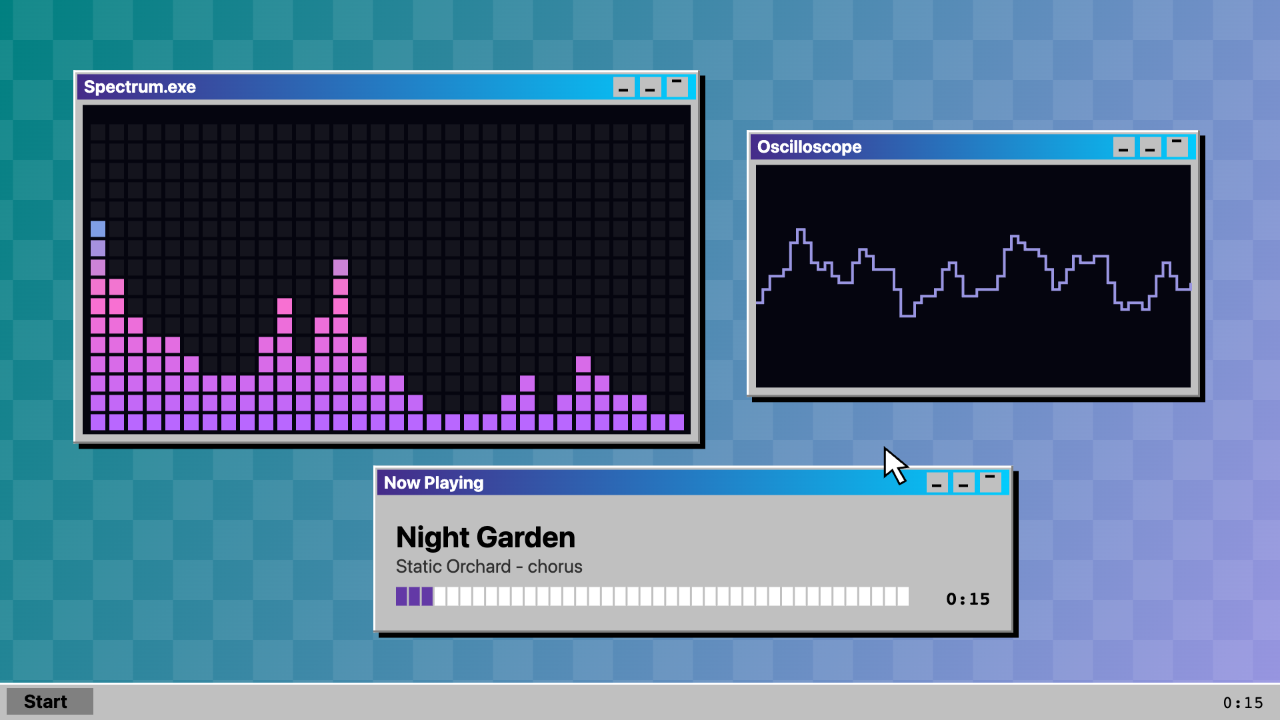 Spectrum.exe
Oscilloscope
Now Playing
Night Garden
Static Orchard - chorus
0:15
Start
0:15